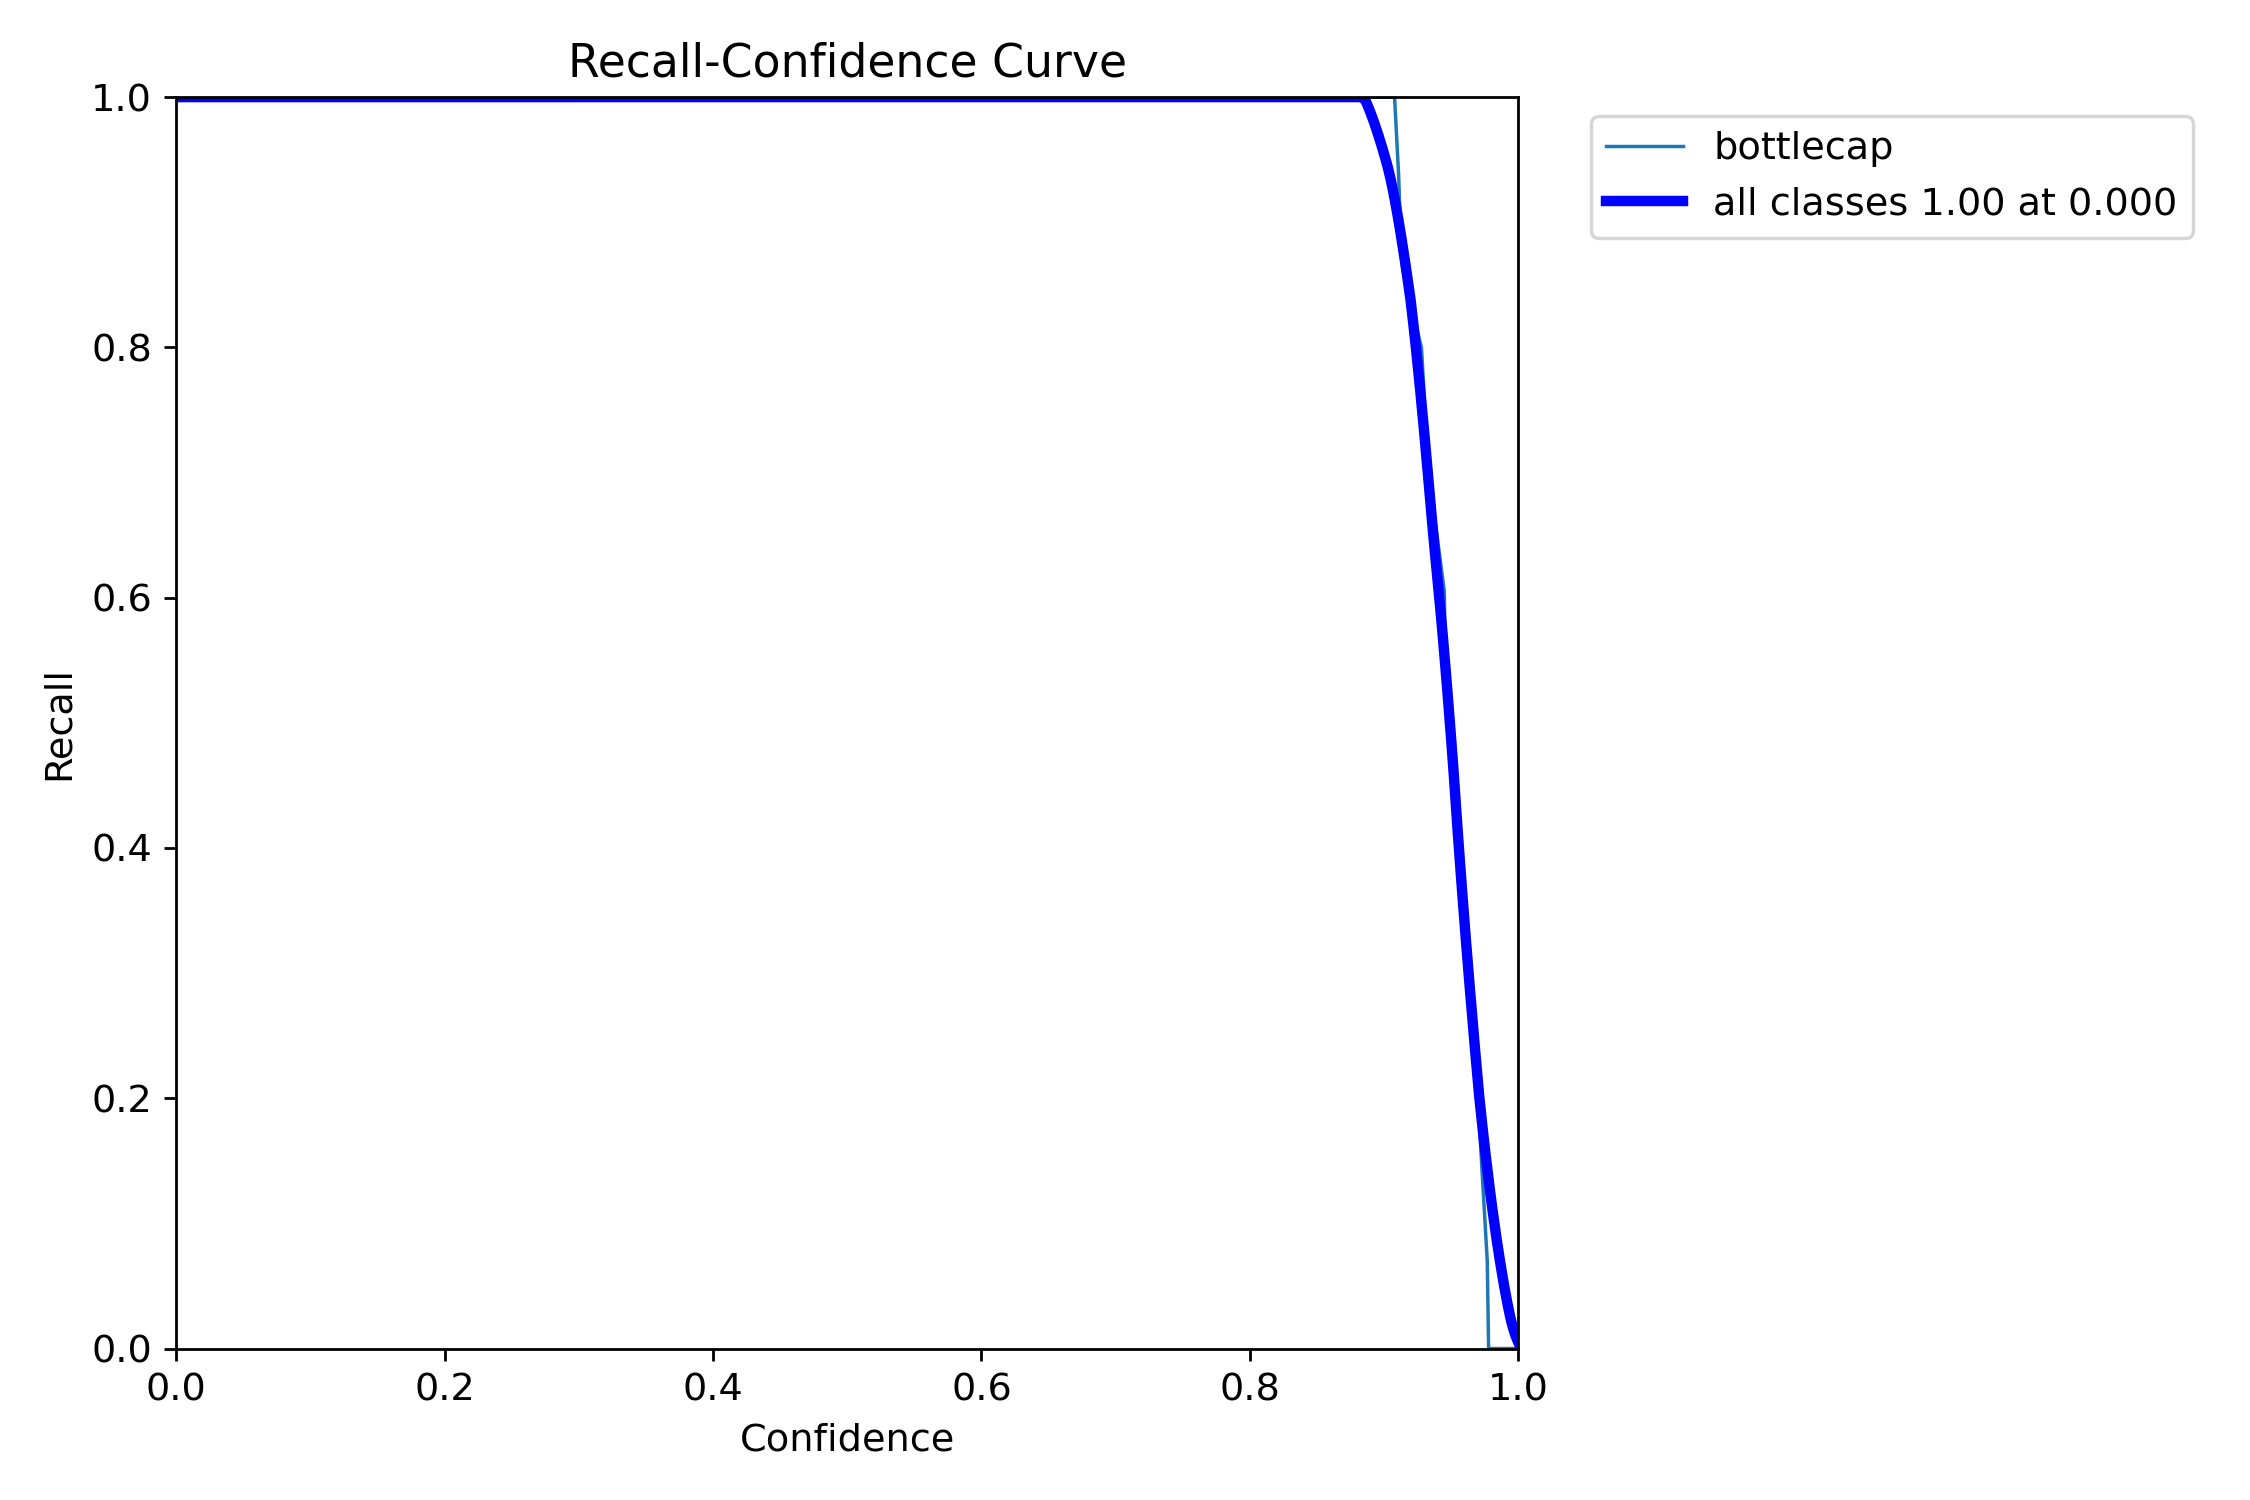 Recall-Confidence Curve
bottlecap
all classes 1.00 at 0.000
Recall
1.0
0.8
0.6
0.4
0.2
0.0
0.0 0.2 0.4 0.6 0.8 1.0
Confidence